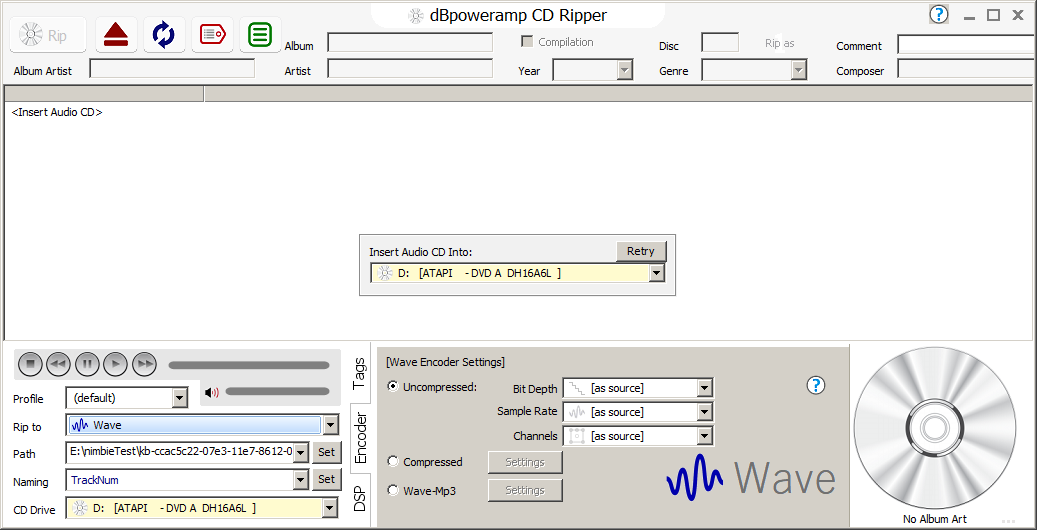 dBpoweramp CD Ripper
?
Rip
Album
Compilation
Disc
Rip as
Comment
Album Artist
Artist
Year
Genre
Composer
<Insert Audio CD>
Insert Audio CD Into:
Retry
D: [ATAPI - DVD A DH16A6L ]
Profile
(default)
Rip to
Wave
Path
E:\nimbieTest\kb-ccac5c22-07e3-11e7-8612-0
Set
Naming
TrackNum
Set
CD Drive
D: [ATAPI - DVD A DH16A6L ]
Tags
Encoder
DSP
[Wave Encoder Settings]
Uncompressed:
Bit Depth
[as source]
?
Sample Rate
[as source]
Channels
[as source]
Compressed
Settings
Wave-Mp3
Settings
Wave
No Album Art
...